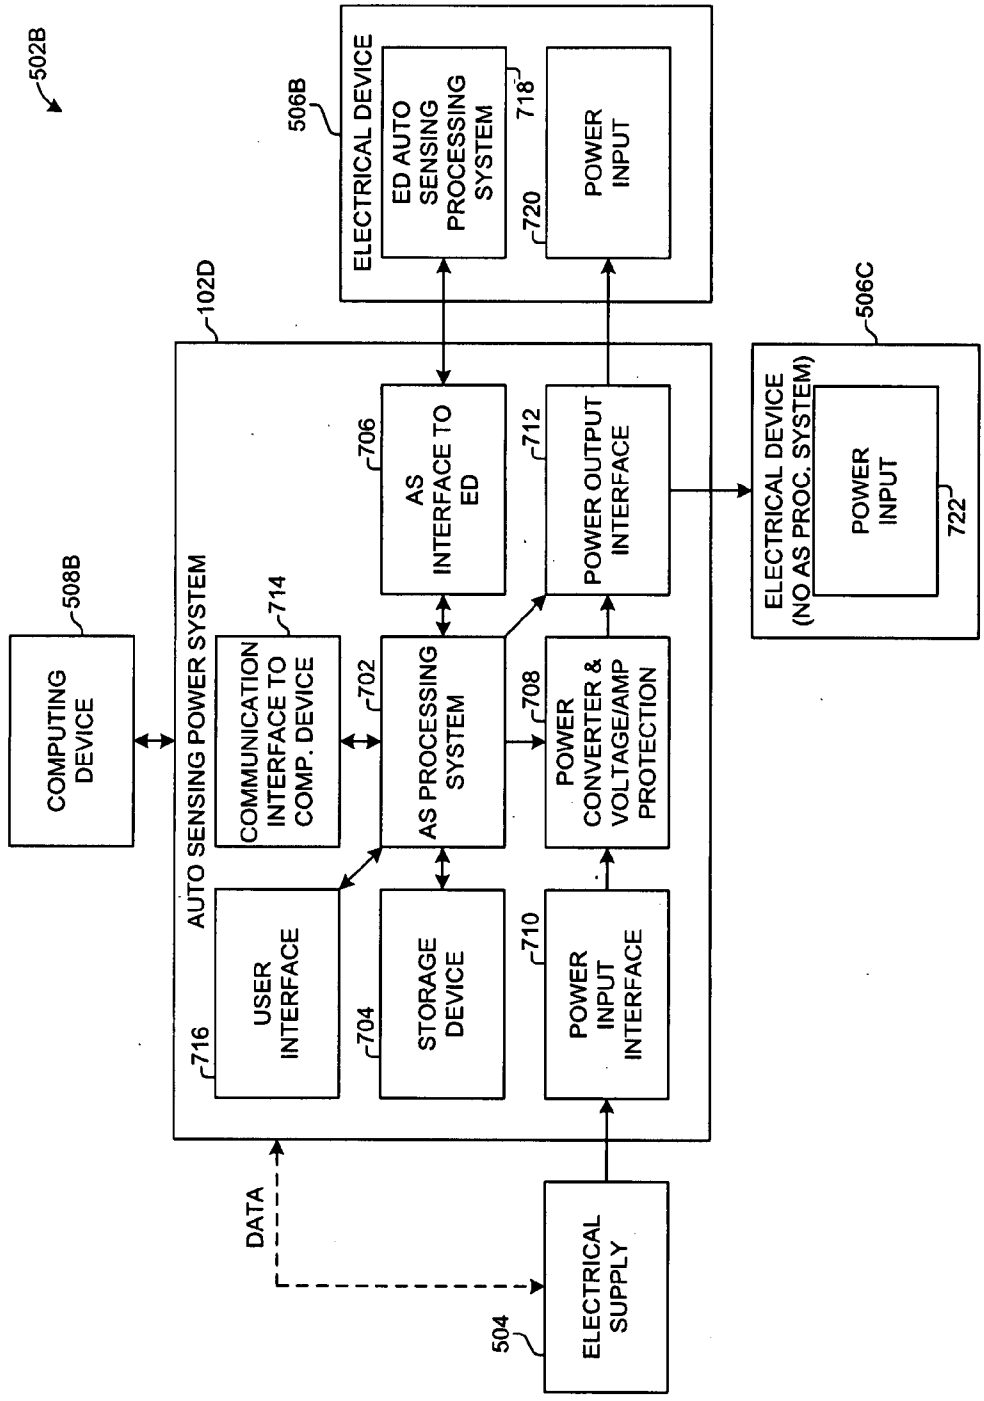 502B
COMPUTING
DEVICE
508B
AUTO SENSING POWER SYSTEM
102D
716
USER
INTERFACE
COMMUNICATION
INTERFACE TO
COMP. DEVICE
714
704
STORAGE
DEVICE
702
AS PROCESSING
SYSTEM
706
AS
INTERFACE TO
ED
710
POWER
INPUT
INTERFACE
708
POWER
CONVERTER &
VOLTAGE/AMP
PROTECTION
712
POWER OUTPUT
INTERFACE
DATA
504
ELECTRICAL
SUPPLY
506B
ELECTRICAL DEVICE
ED AUTO
SENSING
PROCESSING
SYSTEM
718
720
POWER
INPUT
506C
ELECTRICAL DEVICE
(NO AS PROC. SYSTEM)
POWER
INPUT
722